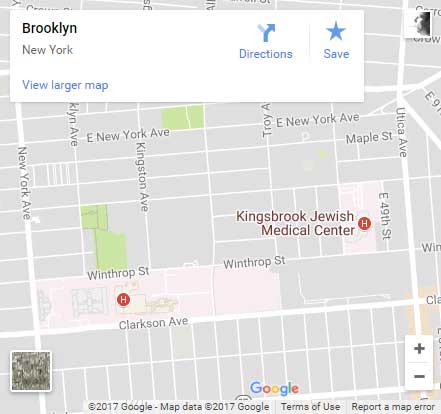 Brooklyn
New York
Directions
Save
View larger map
E New York Ave
Maple St
Troy A
Utica Ave
klyn Ave
Kingston Ave
New York Ave
E 49th St
E 9
Kingsbrook Jewish
Medical Center
H
Winthrop St
Winthrop St
H
Clarkson Ave
+
−
Google
©2017 Google - Map data ©2017 Google
Terms of Use
Report a map error